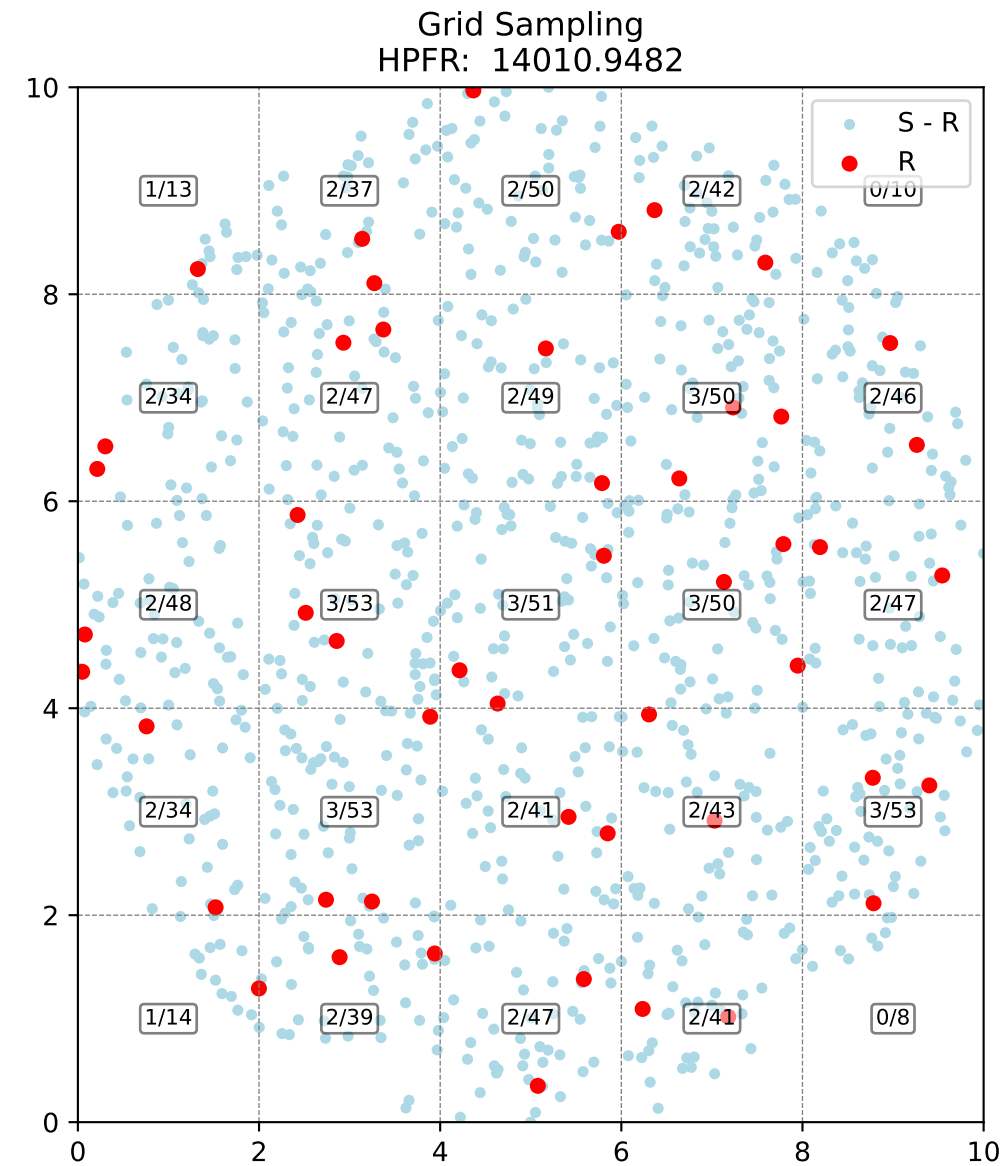 Grid Sampling
HPFR: 14010.9482
S - R
R
10
8
6
4
2
0
1/13 2/37 2/50 2/42 0/10
2/34 2/47 2/49 3/50 2/46
2/48 3/53 3/51 3/50 2/47
2/34 3/53 2/41 2/43 3/53
1/14 2/39 2/47 2/41 0/8
0 2 4 6 8 10